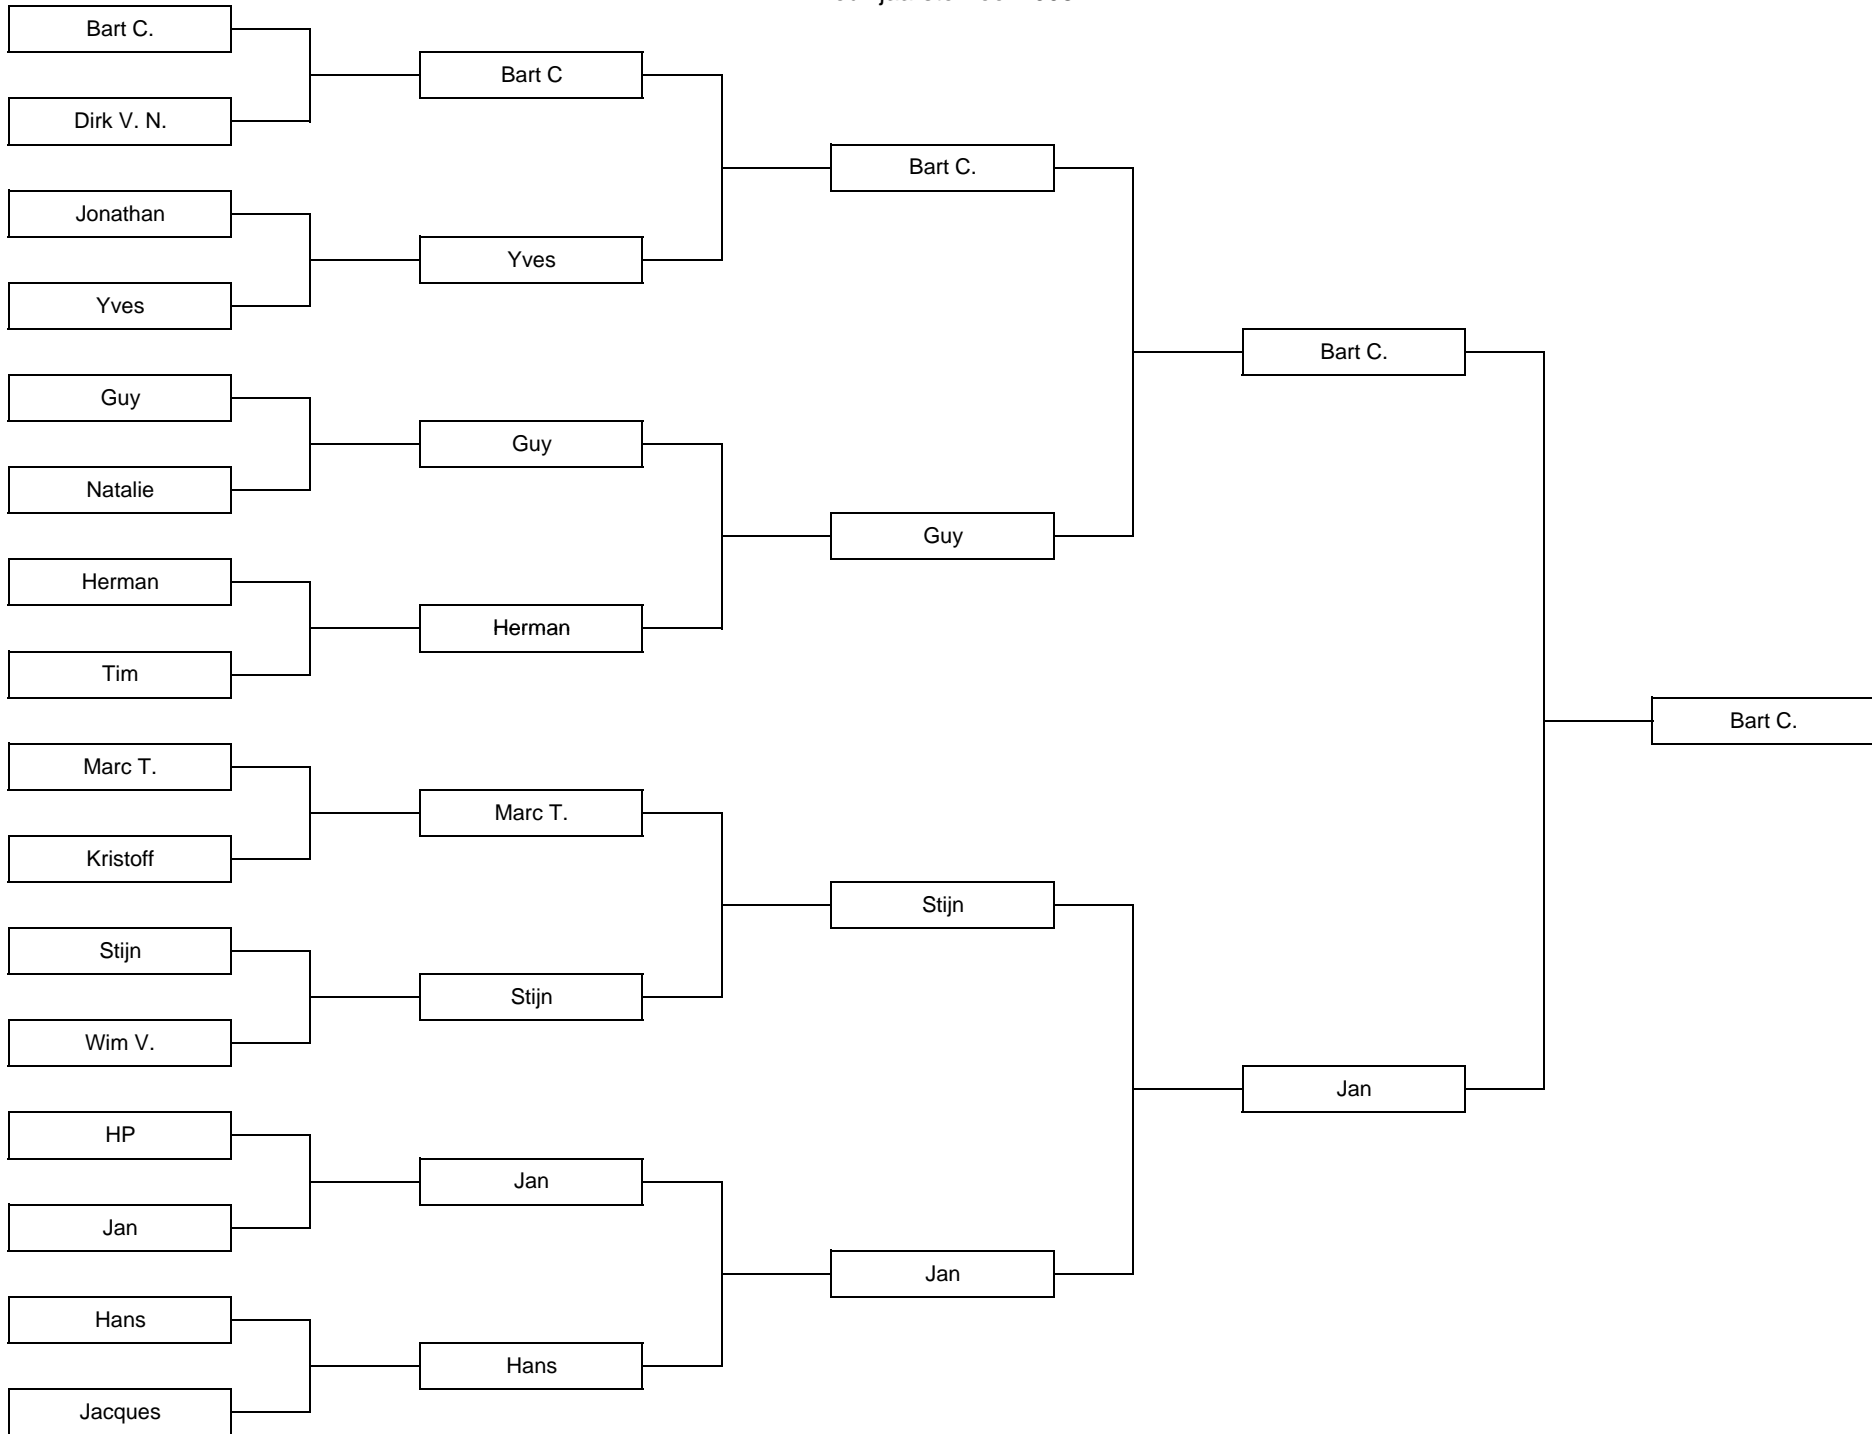 Bart C.
Dirk V. N.
Jonathan
Yves
Guy
Natalie
Herman
Tim
Marc T.
Kristoff
Stijn
Wim V.
HP
Jan
Hans
Jacques
Bart C
Yves
Guy
Herman
Marc T.
Stijn
Jan
Hans
Bart C.
Guy
Stijn
Jan
Bart C.
Jan
Bart C.